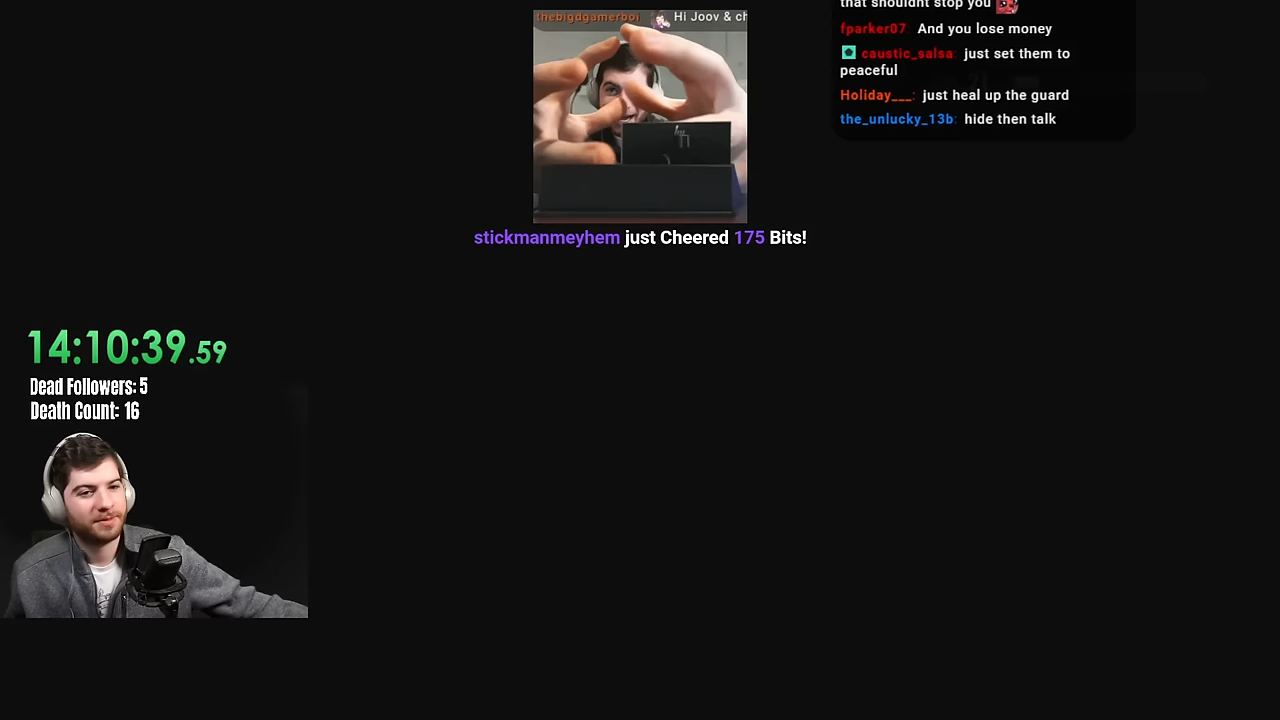 thebigdgamerboi Hi Joov & ch
that shouldnt stop you
fparker07 And you lose money
caustic_salsa: just set them to
peaceful
Holiday___: just heal up the guard
the_unlucky_13b: hide then talk
hp
stickmanmeyhem just Cheered 175 Bits!
14:10:39.59
Dead Followers: 5
Death Count: 16